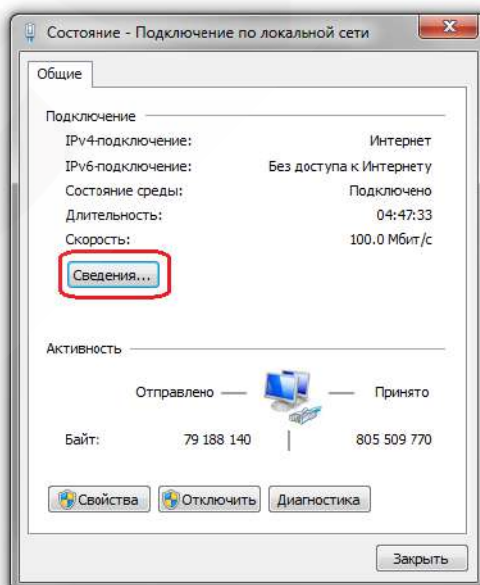 Состояние - Подключение по локальной сети
Общие
Подключение
IPv4-подключение: Интернет
IPv6-подключение: Без доступа к Интернету
Состояние среды: Подключено
Длительность: 04:47:33
Скорость: 100.0 Мбит/с
Сведения...
Активность
Отправлено — — Принято
Байт: 79 188 140 | 805 509 770
Свойства Отключить Диагностика
Закрыть